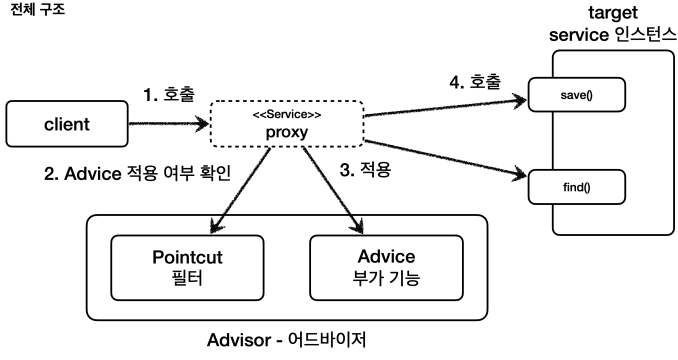 전체 구조
target
service 인스턴스
1. 호출
4. 호출
client
<<Service>>
proxy
save()
2. Advice 적용 여부 확인
3. 적용
find()
Pointcut
필터
Advice
부가 기능
Advisor - 어드바이저